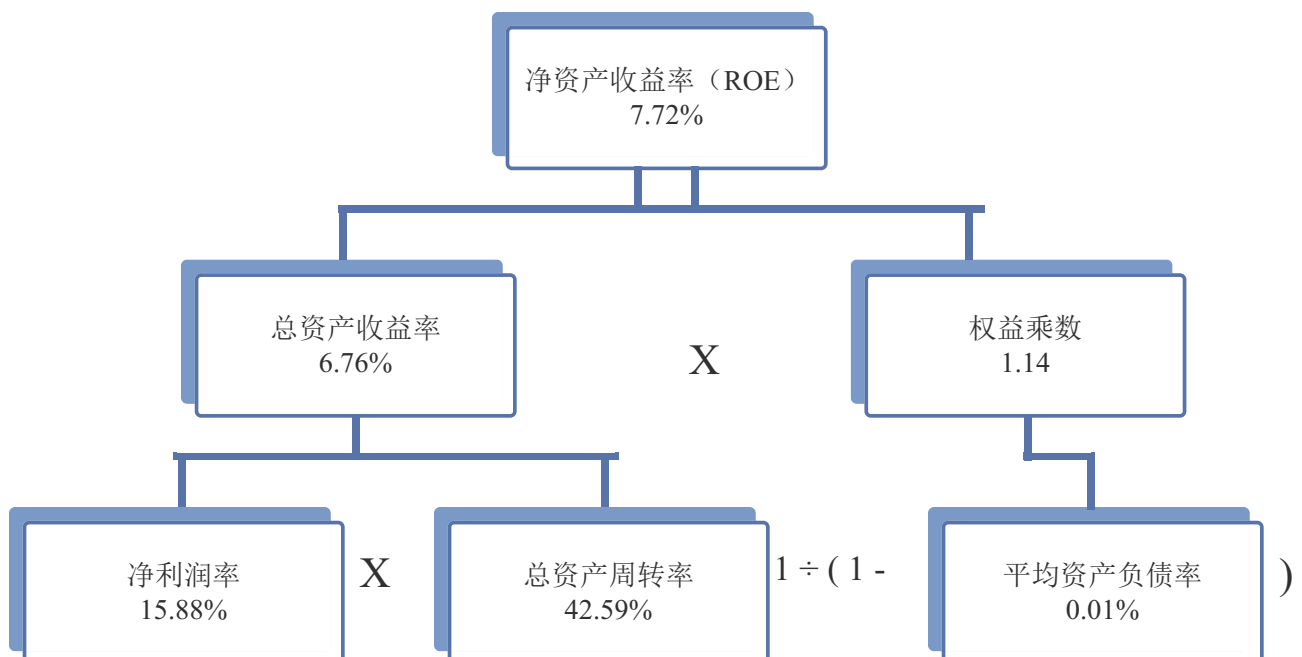 净资产收益率（ROE）
7.72%
总资产收益率
6.76%
X
权益乘数
1.14
净利润率
15.88%
X
总资产周转率
42.59%
1 ÷ ( 1 -
平均资产负债率
0.01%
)